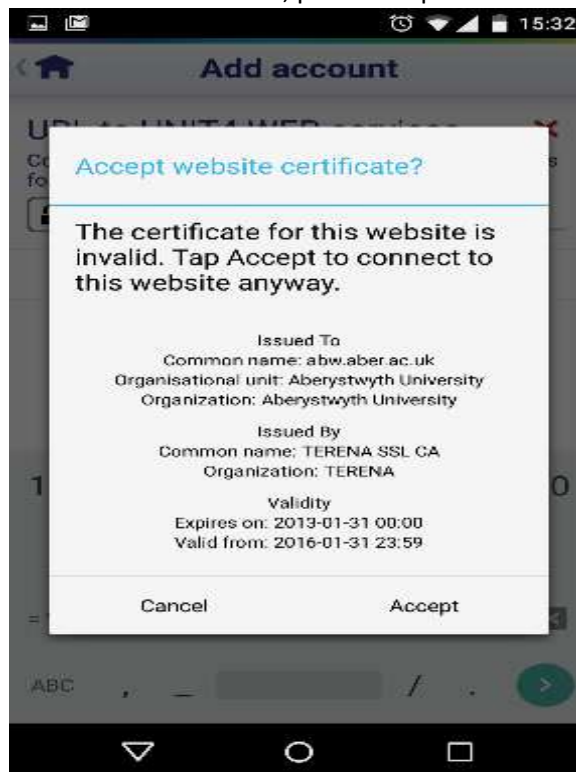 15:32
Add account
Accept website certificate?
The certificate for this website is
invalid. Tap Accept to connect to
this website anyway.
Issued To
Common name: abw.aber.ac.uk
Organisational unit: Aberystwyth University
Organization: Aberystwyth University
Issued By
Common name: TERENA SSL CA
Organization: TERENA
Validity
Expires on: 2013-01-31 00:00
Valid from: 2016-01-31 23:59
Cancel Accept
ABC , _ / .